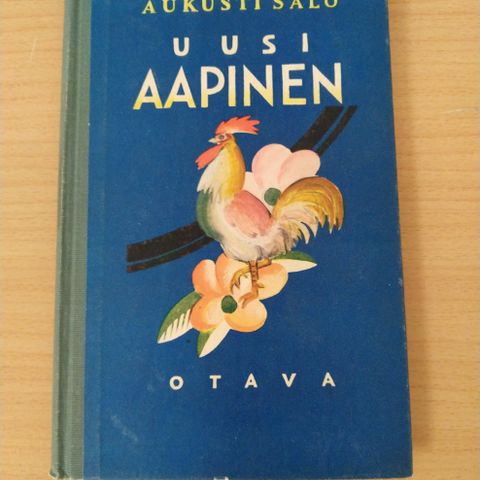 AUKUSTI SALO
UUSI
AAPINEN
OTAVA